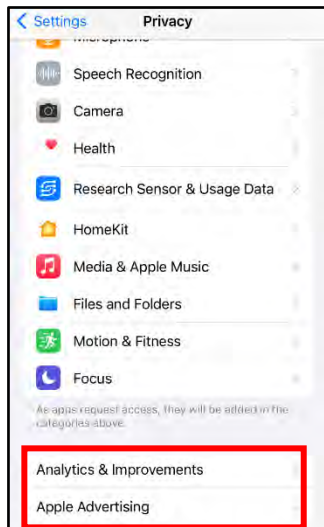 Settings
Privacy
Microphone
Speech Recognition
Camera
Health
Research Sensor & Usage Data
HomeKit
Media & Apple Music
Files and Folders
Motion & Fitness
Focus
As apps request access, they will be added in the
categories above.
Analytics & Improvements
Apple Advertising